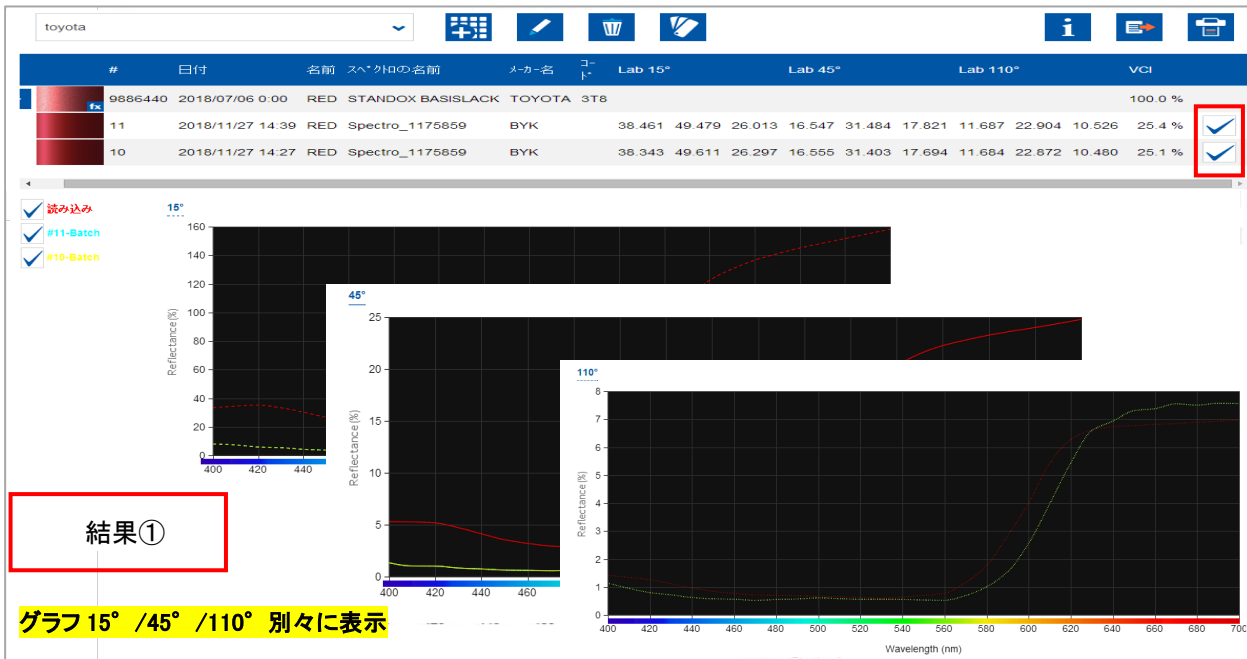 toyota
# 日付 名前 スペクトロの名前 メーカー名 コード Lab 15° Lab 45° Lab 110° VCI
fx 9886440 2018/07/06 0:00 RED STANDOX BASISLACK TOYOTA 3T8 100.0 %
11 2018/11/27 14:39 RED Spectro_1175859 BYK 38.461 49.479 26.013 16.547 31.484 17.821 11.687 22.904 10.526 25.4 %
10 2018/11/27 14:27 RED Spectro_1175859 BYK 38.343 49.611 26.297 16.555 31.403 17.694 11.684 22.872 10.480 25.1 %
読み込み
#11-Batch
#10-Batch
15°
160
140
120
100
80
60
40
20
0
Reflectance (%)
400 420 440
45°
25
20
15
10
5
0
Reflectance (%)
400 420 440 460
110°
8
7
6
5
4
3
2
1
0
Reflectance (%)
400 420 440 460 480 500 520 540 560 580 600 620 640 660 680 700
Wavelength (nm)
結果①
グラフ15° /45° /110° 別々に表示